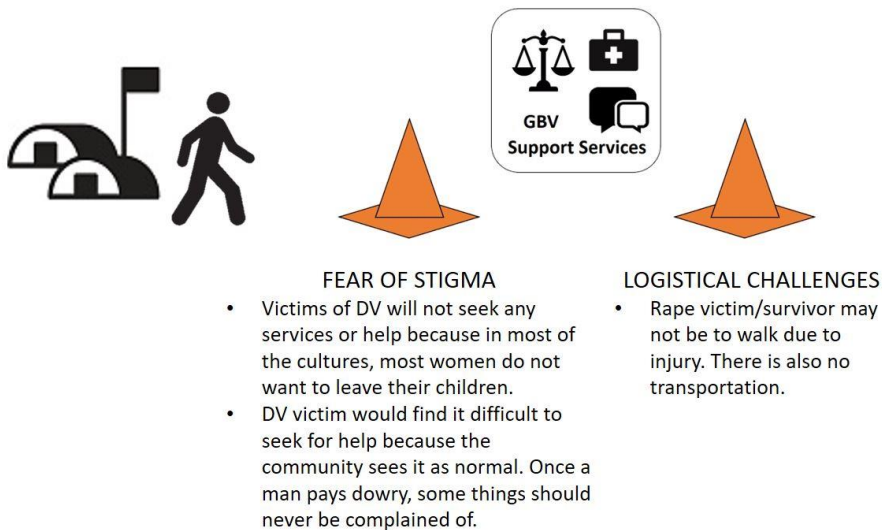 GBV
Support Services
FEAR OF STIGMA
• Victims of DV will not seek any
services or help because in most of
the cultures, most women do not
want to leave their children.
• DV victim would find it difficult to
seek for help because the
community sees it as normal. Once a
man pays dowry, some things should
never be complained of.
LOGISTICAL CHALLENGES
• Rape victim/survivor may
not be to walk due to
injury. There is also no
transportation.